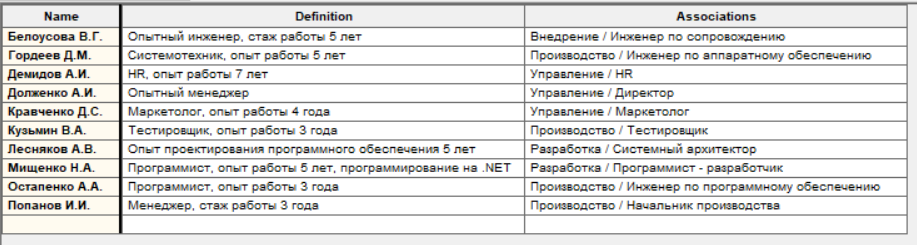 Name Definition Associations
Белоусова В.Г. Опытный инженер, стаж работы 5 лет Внедрение / Инженер по сопровождению
Гордеев Д.М. Системотехник, опыт работы 5 лет Производство / Инженер по аппаратному обеспечению
Демидов А.И. HR, опыт работы 7 лет Управление / HR
Долженко А.И. Опытный менеджер Управление / Директор
Кравченко Д.С. Маркетолог, опыт работы 4 года Управление / Маркетолог
Кузьмин В.А. Тестировщик, опыт работы 3 года Производство / Тестировщик
Лесняков А.В. Опыт проектирования программного обеспечения 5 лет Разработка / Системный архитектор
Мищенко Н.А. Программист, опыт работы 5 лет, программирование на .NET Разработка / Программист - разработчик
Остапенко А.А. Программист, опыт работы 3 года Производство / Инженер по программному обеспечению
Попанов И.И. Менеджер, стаж работы 3 года Производство / Начальник производства